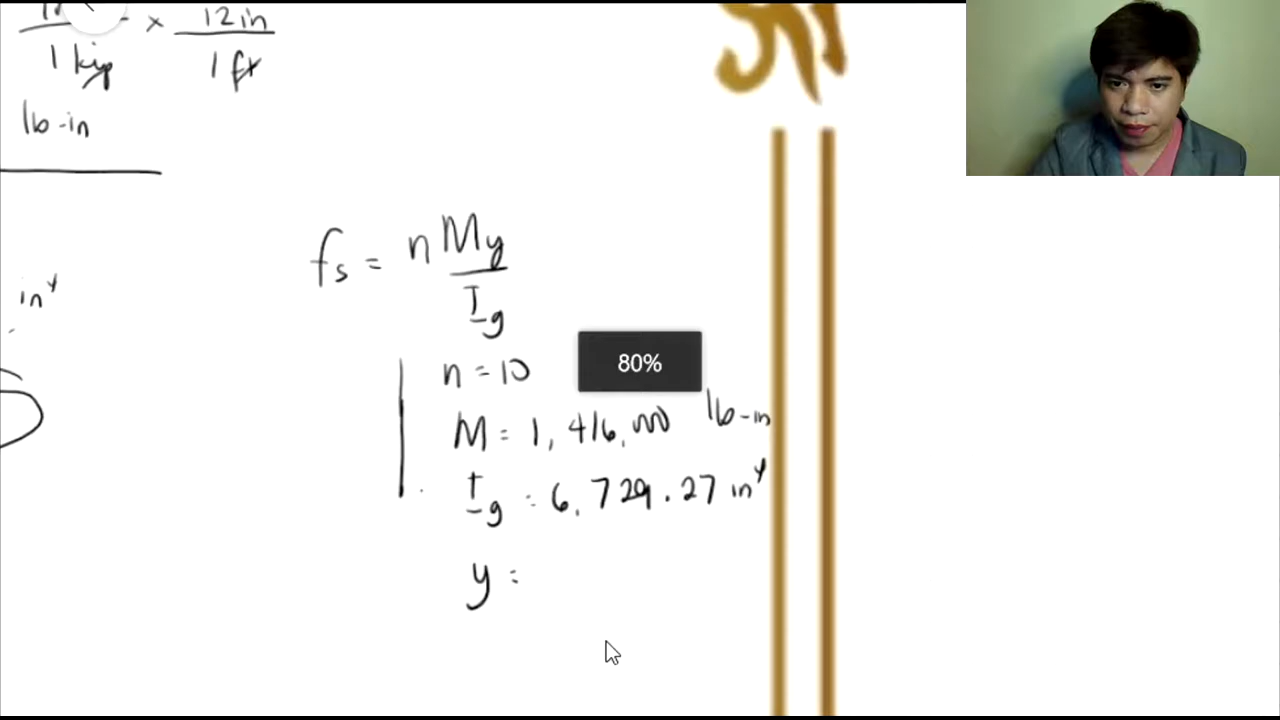 × 12 in
1 kip 1 ft
lb-in
in⁴
fs = n My
Ig
80%
n = 10
M = 1, 416, 000 lb-in
Ig = 6, 729.27 in⁴
y =